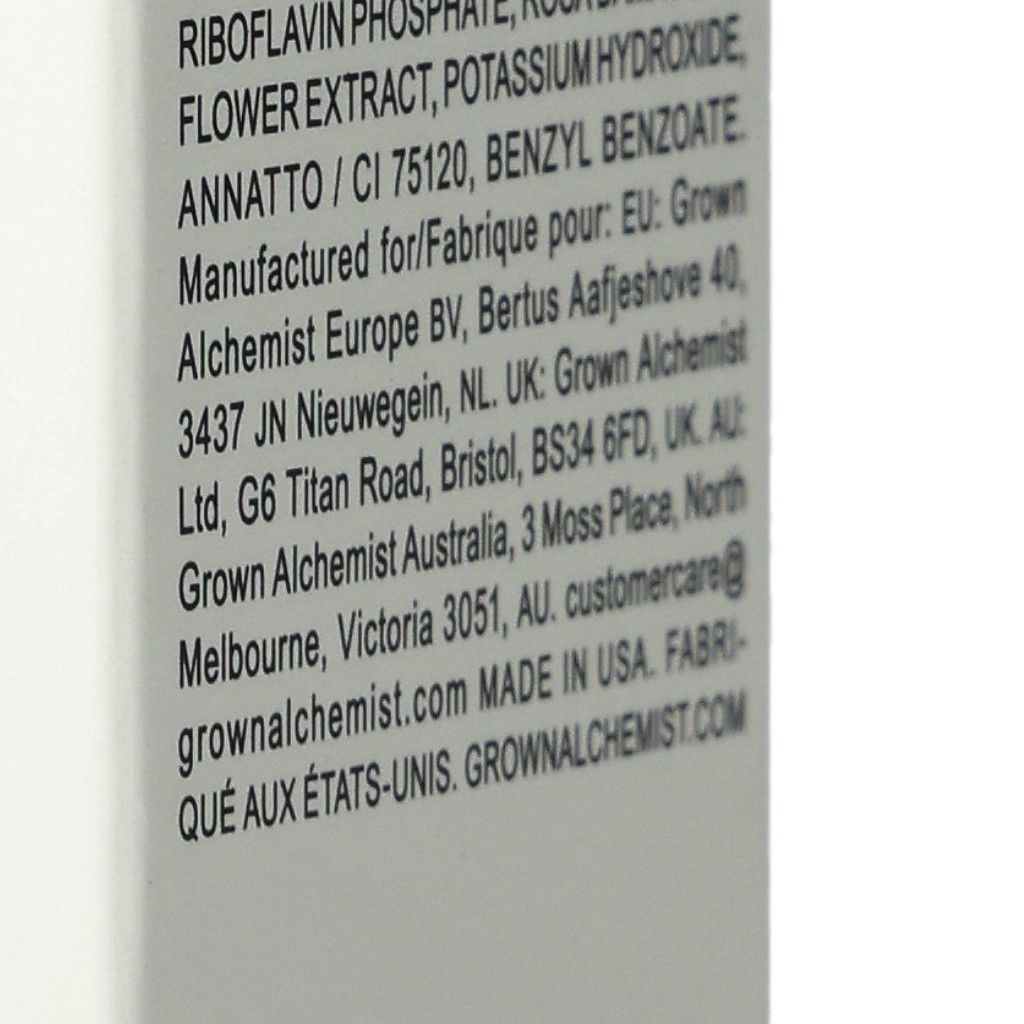 RIBOFLAVIN PHOSPHATE,
FLOWER EXTRACT, POTASSIUM HYDROXIDE,
ANNATTO / CI 75120, BENZYL BENZOATE.
Manufactured for/Fabrique pour: EU: Grown
Alchemist Europe BV, Bertus Aafjeshove 40,
3437 JN Nieuwegein, NL. UK: Grown Alchemist
Ltd, G6 Titan Road, Bristol, BS34 6FD, UK. AU:
Grown Alchemist Australia, 3 Moss Place, North
Melbourne, Victoria 3051, AU. customercare@
grownalchemist.com MADE IN USA. FABRI-
QUÉ AUX ÉTATS-UNIS. GROWNALCHEMIST.COM